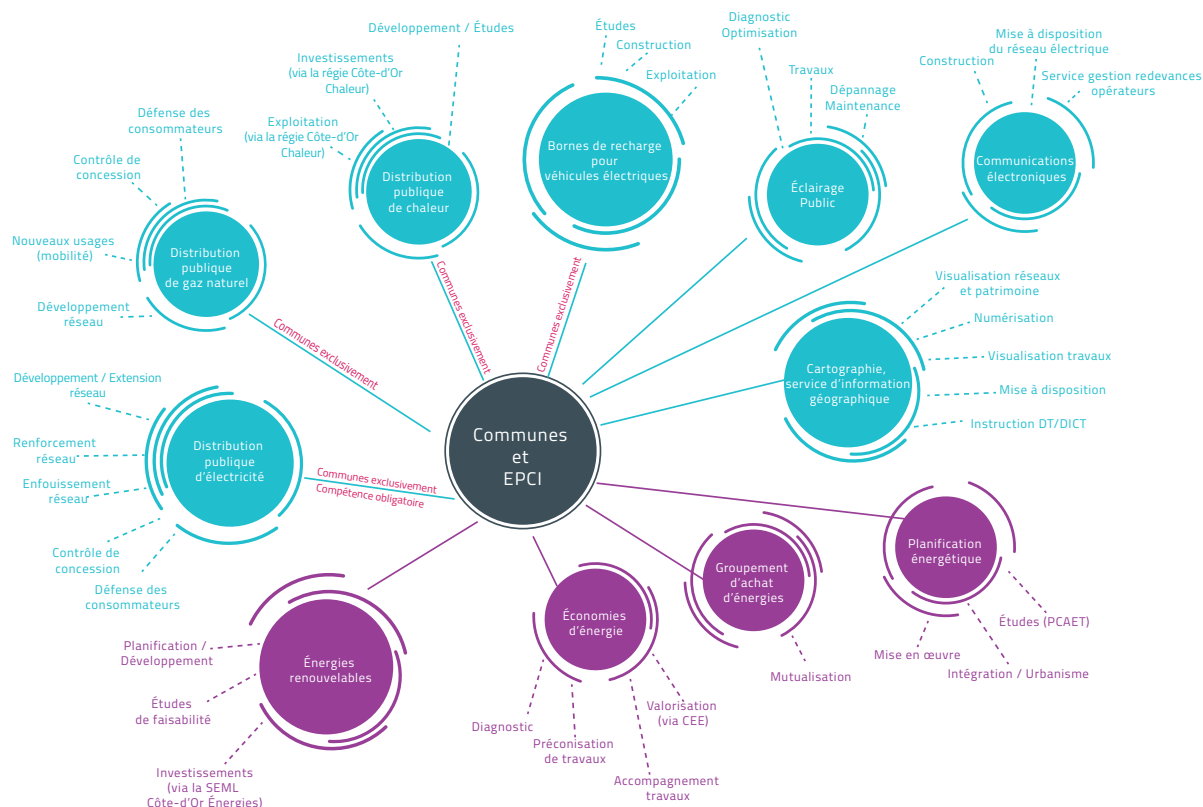 Développement / Études
Investissements
(via la régie Côte-d'Or
Chaleur)
Exploitation
(via la régie Côte-d'Or
Chaleur)
Distribution
publique
de chaleur
Communes exclusivement
Études
Construction
Exploitation
Bornes de recharge
pour
véhicules électriques
Communes exclusivement
Diagnostic
Optimisation
Travaux
Dépannage
Maintenance
Éclairage
Public
Mise à disposition
du réseau électrique
Construction
Service gestion redevances
opérateurs
Communications
électroniques
Défense des
consommateurs
Contrôle de
concession
Nouveaux usages
(mobilité)
Développement
réseau
Distribution
publique
de gaz naturel
Communes exclusivement
Visualisation réseaux
et patrimoine
Numérisation
Visualisation travaux
Mise à disposition
Instruction DT/DICT
Cartographie,
service d'information
géographique
Communes
et
EPCI
Développement / Extension
réseau
Renforcement
réseau
Enfouissement
réseau
Contrôle de
concession
Défense des
consommateurs
Distribution
publique
d'électricité
Communes exclusivement
Compétence obligatoire
Énergies
renouvelables
Planification /
Développement
Études
de faisabilité
Investissements
(via la SEML
Côte-d'Or Énergies)
Économies
d'énergie
Diagnostic
Préconisation
de travaux
Accompagnement
travaux
Valorisation
(via CEE)
Groupement
d'achat
d'énergies
Mutualisation
Planification
énergétique
Mise en œuvre
Intégration / Urbanisme
Études (PCAET)